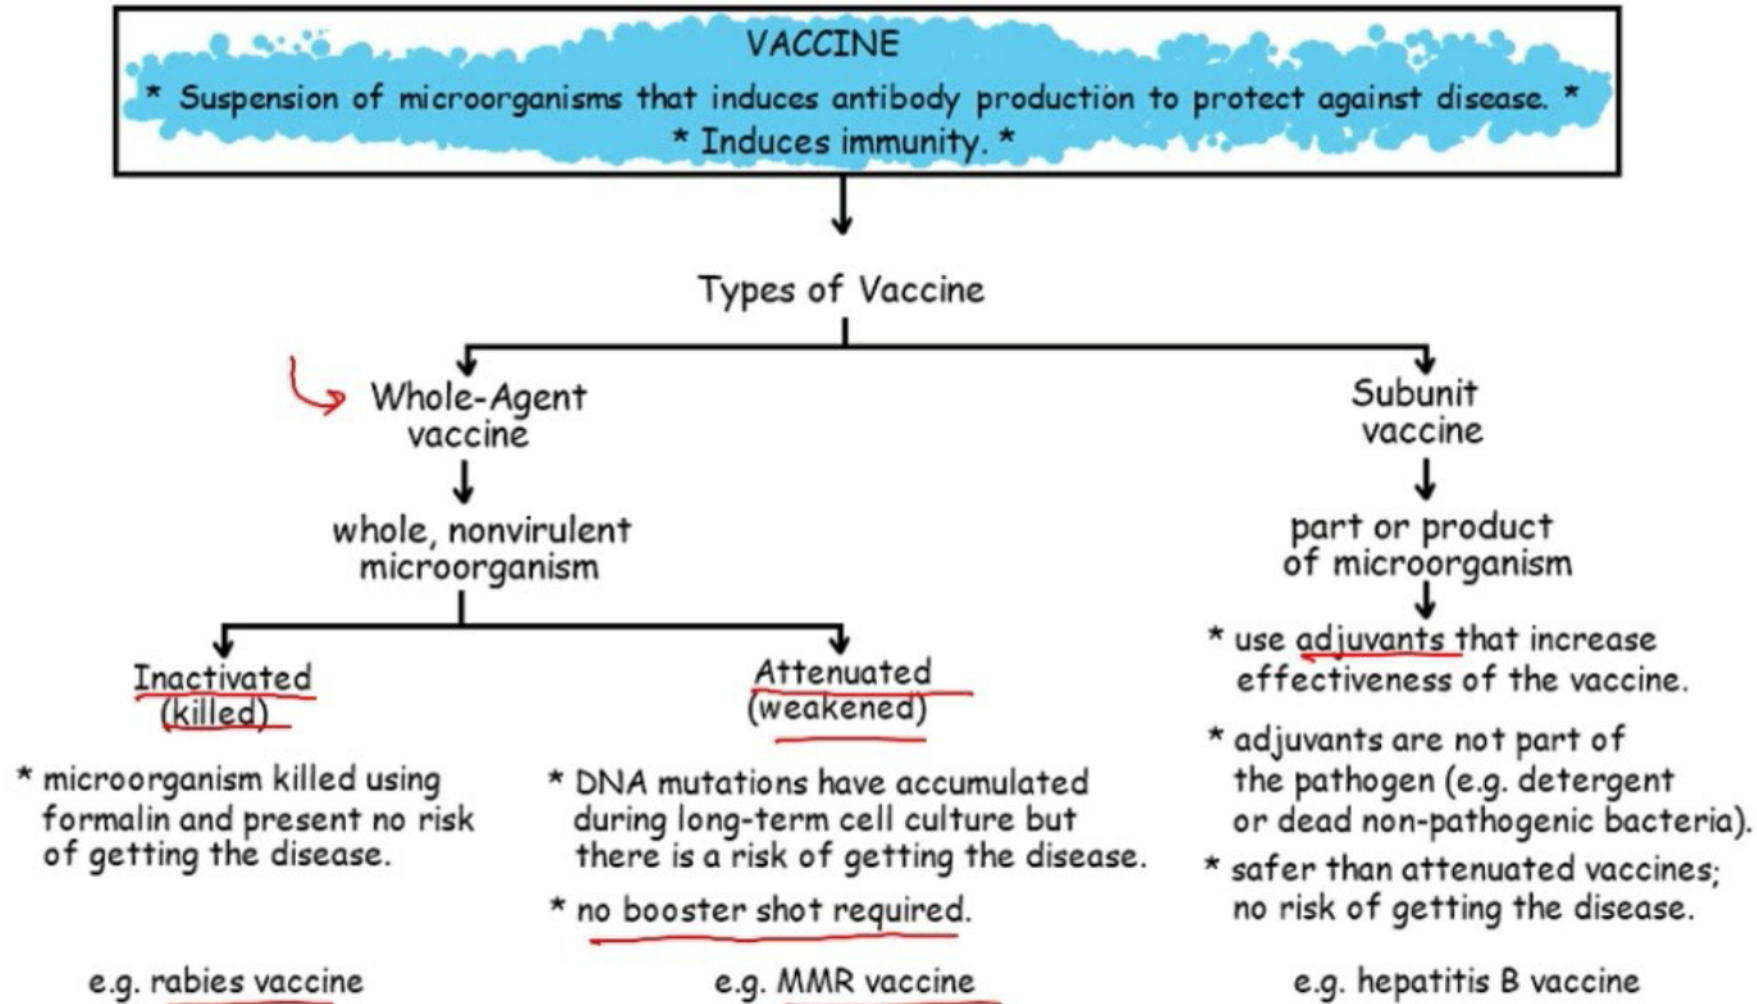 VACCINE
* Suspension of microorganisms that induces antibody production to protect against disease. *
* Induces immunity. *
Types of Vaccine
Whole-Agent
vaccine
whole, nonvirulent
microorganism
Inactivated
(killed)
* microorganism killed using
formalin and present no risk
of getting the disease.
e.g. rabies vaccine
Attenuated
(weakened)
* DNA mutations have accumulated
during long-term cell culture but
there is a risk of getting the disease.
* no booster shot required.
e.g. MMR vaccine
Subunit
vaccine
part or product
of microorganism
* use adjuvants that increase
effectiveness of the vaccine.
* adjuvants are not part of
the pathogen (e.g. detergent
or dead non-pathogenic bacteria).
* safer than attenuated vaccines;
no risk of getting the disease.
e.g. hepatitis B vaccine